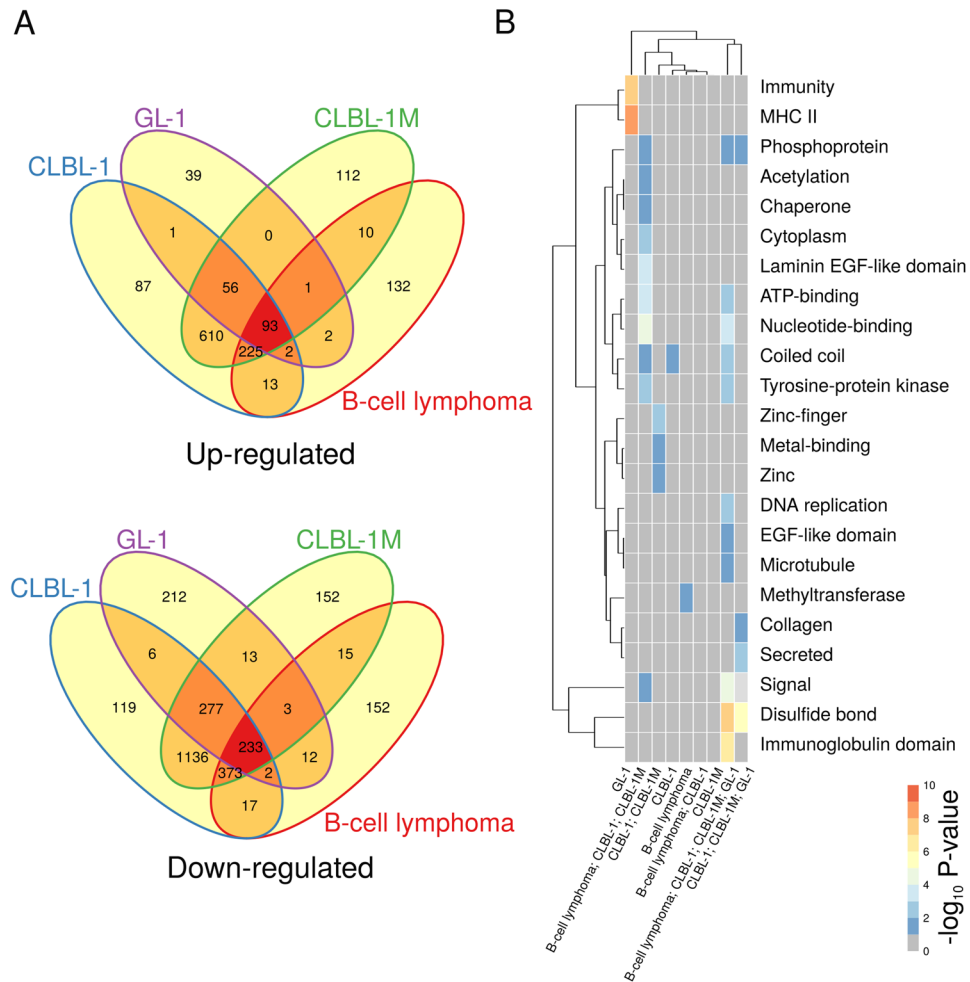 A
B
GL-1
CLBL-1M
CLBL-1
39
112
1
0
10
87
56
1
132
93
610
2
225
2
13
B-cell lymphoma
Up-regulated
GL-1
CLBL-1M
CLBL-1
212
152
6
13
15
119
277
3
152
233
1136
12
373
2
17
B-cell lymphoma
Down-regulated
Immunity
MHC II
Phosphoprotein
Acetylation
Chaperone
Cytoplasm
Laminin EGF-like domain
ATP-binding
Nucleotide-binding
Coiled coil
Tyrosine-protein kinase
Zinc-finger
Metal-binding
Zinc
DNA replication
EGF-like domain
Microtubule
Methyltransferase
Collagen
Secreted
Signal
Disulfide bond
Immunoglobulin domain
GL-1
B-cell lymphoma; CLBL-1; CLBL-1M
CLBL-1; CLBL-1M
CLBL-1
B-cell lymphoma
B-cell lymphoma; CLBL-1
CLBL-1M
B-cell lymphoma; CLBL-1; CLBL-1M; GL-1
CLBL-1; CLBL-1M; GL-1
10
8
6
4
2
0
-log10 P-value